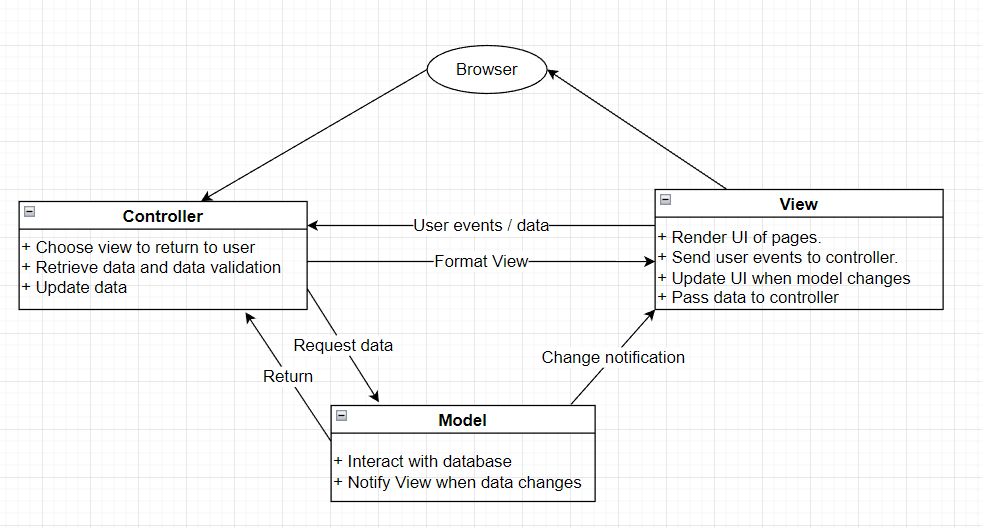 Browser
Controller
+ Choose view to return to user
+ Retrieve data and data validation
+ Update data
User events / data
Format View
View
+ Render UI of pages.
+ Send user events to controller.
+ Update UI when model changes
+ Pass data to controller
Request data
Return
Change notification
Model
+ Interact with database
+ Notify View when data changes